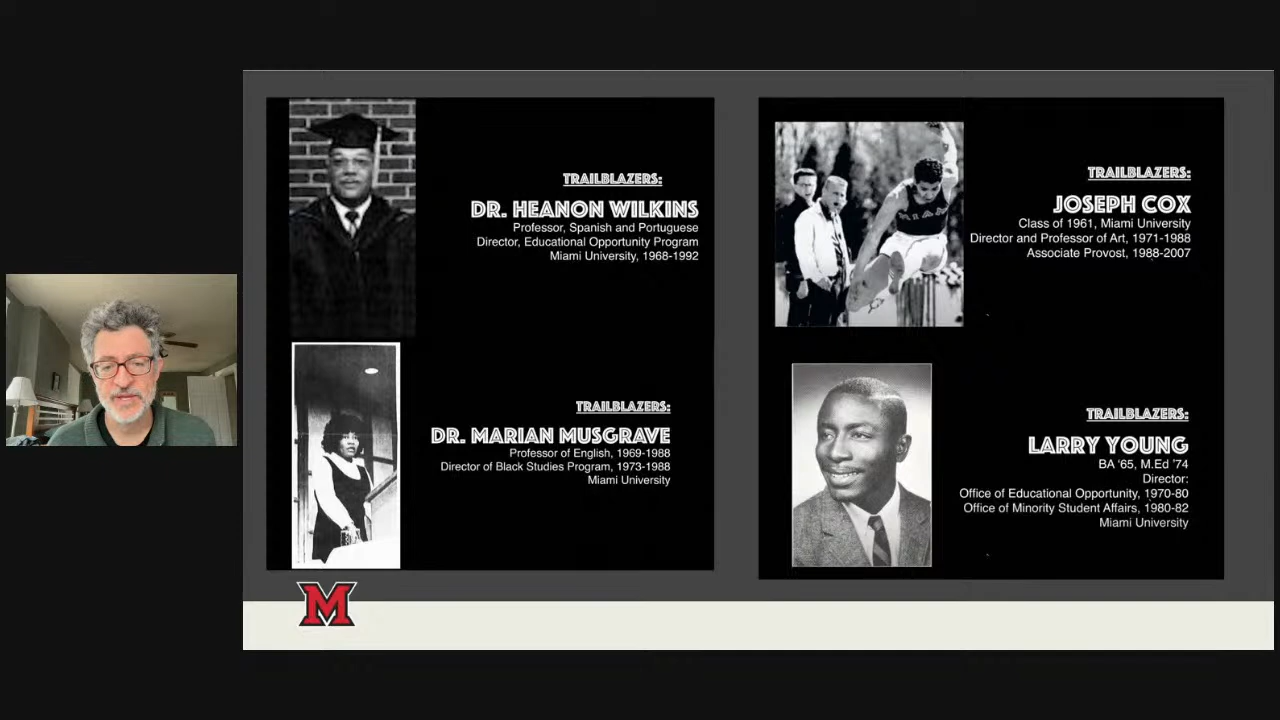 TRAILBLAZERS:
DR. HEANON WILKINS
Professor, Spanish and Portuguese
Director, Educational Opportunity Program
Miami University, 1968-1992
TRAILBLAZERS:
DR. MARIAN MUSGRAVE
Professor of English, 1969-1988
Director of Black Studies Program, 1973-1988
Miami University
TRAILBLAZERS:
JOSEPH COX
Class of 1961, Miami University
Director and Professor of Art, 1971-1988
Associate Provost, 1988-2007
MIAMI
TRAILBLAZERS:
LARRY YOUNG
BA '65, M.Ed '74
Director:
Office of Educational Opportunity, 1970-80
Office of Minority Student Affairs, 1980-82
Miami University
M